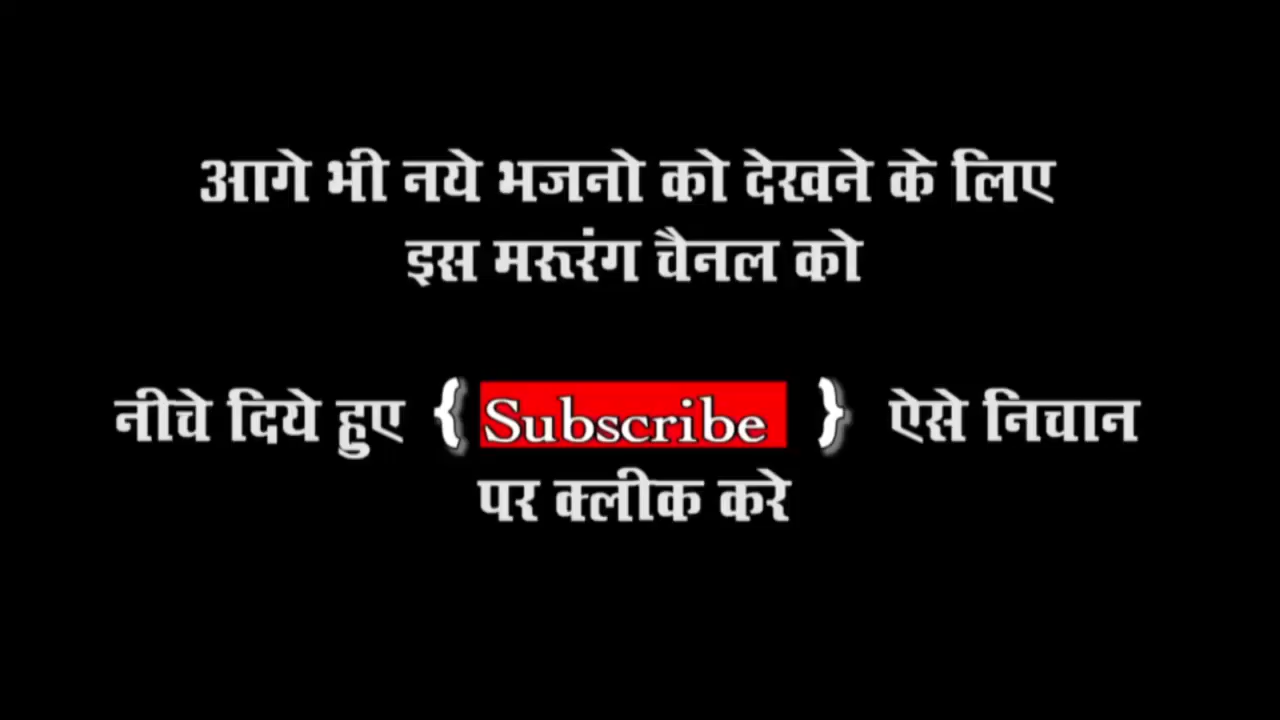 आगे भी नये भजनो को देखने के लिए
इस मरूरंग चैनल को
नीचे दिये हुए { Subscribe } ऐसे निचान
पर क्लीक करे